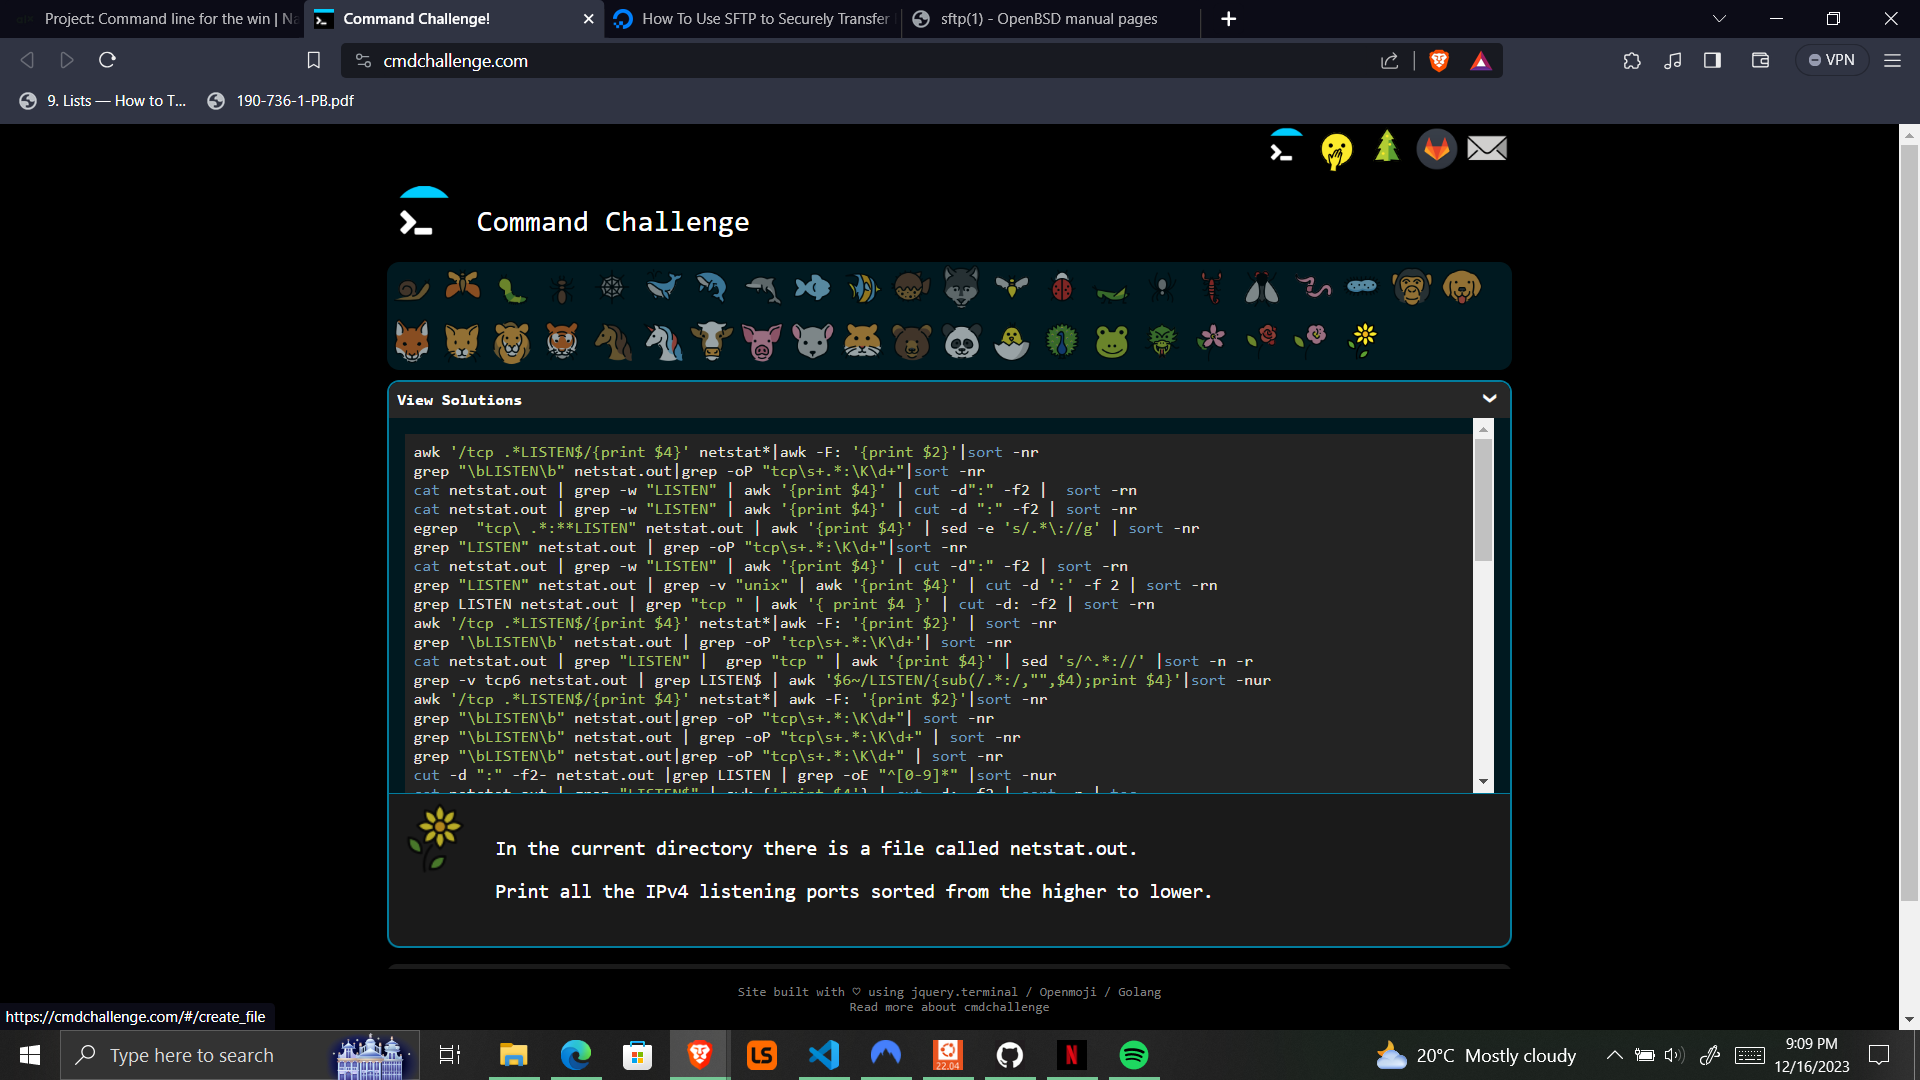 Project: Command line for the win | Na
Command Challenge!
How To Use SFTP to Securely Transfer
sftp(1) - OpenBSD manual pages
cmdchallenge.com
VPN
9. Lists — How to T...
190-736-1-PB.pdf
Command Challenge
View Solutions
awk '/tcp .*LISTEN$/{print $4}' netstat*|awk -F: '{print $2}'|sort -nr
grep "\bLISTEN\b" netstat.out|grep -oP "tcp\s+.*:\K\d+"|sort -nr
cat netstat.out | grep -w "LISTEN" | awk '{print $4}' | cut -d":" -f2 |  sort -rn
cat netstat.out | grep -w "LISTEN" | awk '{print $4}' | cut -d ":" -f2 | sort -nr
egrep  "tcp\ .*:**LISTEN" netstat.out | awk '{print $4}' | sed -e 's/.*\://g' | sort -nr
grep "LISTEN" netstat.out | grep -oP "tcp\s+.*:\K\d+"|sort -nr
cat netstat.out | grep -w "LISTEN" | awk '{print $4}' | cut -d":" -f2 | sort -rn
grep "LISTEN" netstat.out | grep -v "unix" | awk '{print $4}' | cut -d ':' -f 2 | sort -rn
grep LISTEN netstat.out | grep "tcp " | awk '{ print $4 }' | cut -d: -f2 | sort -rn
awk '/tcp .*LISTEN$/{print $4}' netstat*|awk -F: '{print $2}' | sort -nr
grep '\bLISTEN\b' netstat.out | grep -oP 'tcp\s+.*:\K\d+'| sort -nr
cat netstat.out | grep "LISTEN" |  grep "tcp " | awk '{print $4}' | sed 's/^.*://' |sort -n -r
grep -v tcp6 netstat.out | grep LISTEN$ | awk '$6~/LISTEN/{sub(/.*:/,"",$4);print $4}'|sort -nur
awk '/tcp .*LISTEN$/{print $4}' netstat*| awk -F: '{print $2}'|sort -nr
grep "\bLISTEN\b" netstat.out|grep -oP "tcp\s+.*:\K\d+"| sort -nr
grep "\bLISTEN\b" netstat.out | grep -oP "tcp\s+.*:\K\d+" | sort -nr
grep "\bLISTEN\b" netstat.out|grep -oP "tcp\s+.*:\K\d+" | sort -nr
cut -d ":" -f2- netstat.out |grep LISTEN | grep -oE "^[0-9]*" |sort -nur
In the current directory there is a file called netstat.out.
Print all the IPv4 listening ports sorted from the higher to lower.
Site built with ♡ using jquery.terminal / Openmoji / Golang
Read more about cmdchallenge
https://cmdchallenge.com/#/create_file
Type here to search
LS
22.04
N
20°C Mostly cloudy
9:09 PM
12/16/2023